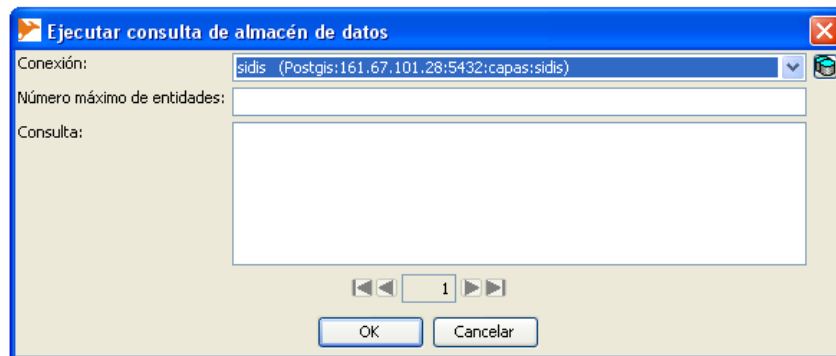 Ejecutar consulta de almacén de datos
Conexión:
sidis (Postgis:161.67.101.28:5432:capas:sidis)
Número máximo de entidades:
Consulta:
1
OK
Cancelar